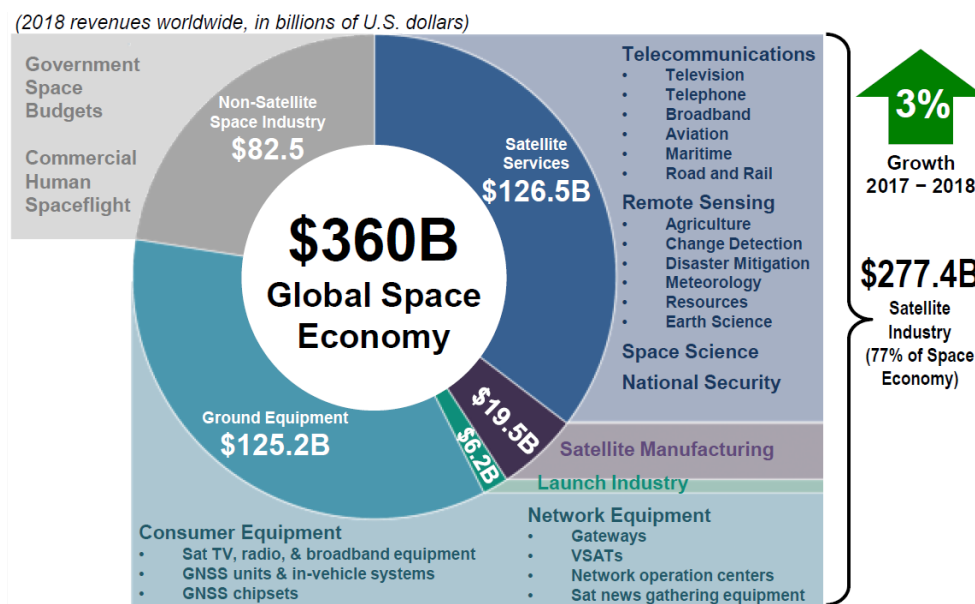 (2018 revenues worldwide, in billions of U.S. dollars)
Government
Space
Budgets
Commercial
Human
Spaceflight
Non-Satellite
Space Industry
$82.5
Satellite
Services
$126.5B
$360B
Global Space
Economy
Ground Equipment
$125.2B
$6.2B
$19.5B
Telecommunications
• Television
• Telephone
• Broadband
• Aviation
• Maritime
• Road and Rail
Remote Sensing
• Agriculture
• Change Detection
• Disaster Mitigation
• Meteorology
• Resources
• Earth Science
Space Science
National Security
Satellite Manufacturing
Launch Industry
Consumer Equipment
• Sat TV, radio, & broadband equipment
• GNSS units & in-vehicle systems
• GNSS chipsets
Network Equipment
• Gateways
• VSATs
• Network operation centers
• Sat news gathering equipment
3%
Growth
2017 – 2018
$277.4B
Satellite
Industry
(77% of Space
Economy)